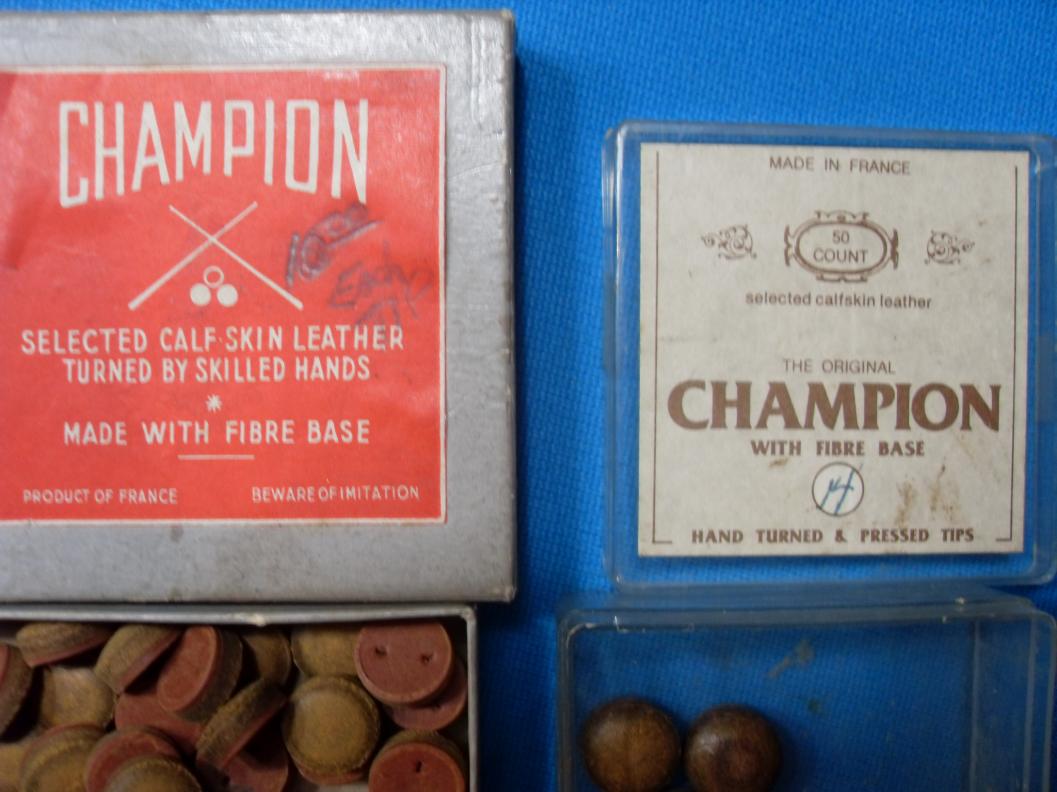 CHAMPION
SELECTED CALF-SKIN LEATHER
TURNED BY SKILLED HANDS
MADE WITH FIBRE BASE
PRODUCT OF FRANCE
BEWARE OF IMITATION
MADE IN FRANCE
50
COUNT
selected calfskin leather
THE ORIGINAL
CHAMPION
WITH FIBRE BASE
14
HAND TURNED & PRESSED TIPS